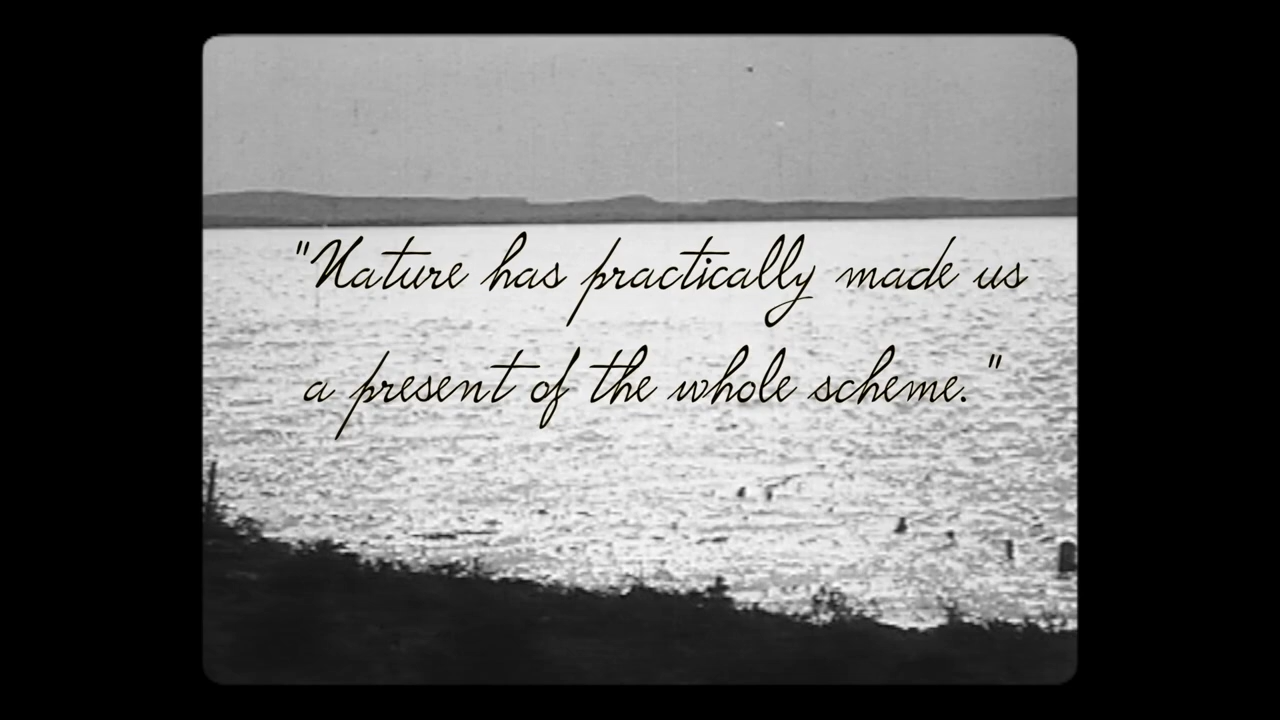 "Nature has practically made us
a present of the whole scheme."